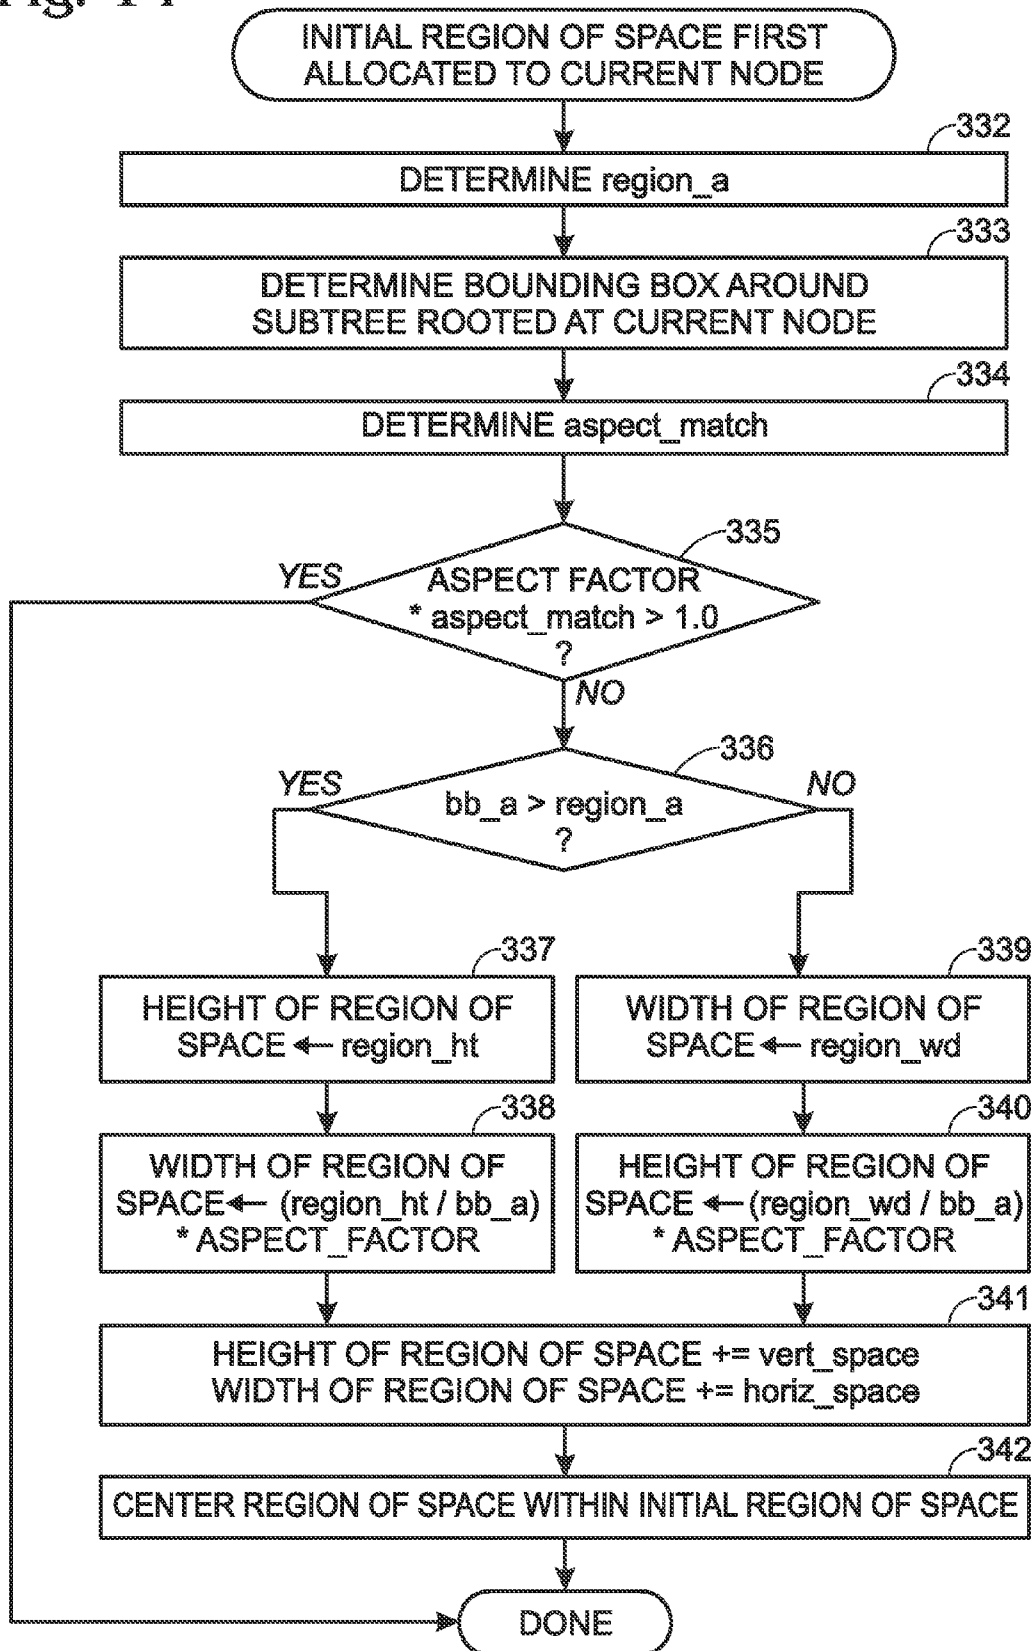 INITIAL REGION OF SPACE FIRST
ALLOCATED TO CURRENT NODE
332
DETERMINE region_a
333
DETERMINE BOUNDING BOX AROUND
SUBTREE ROOTED AT CURRENT NODE
334
DETERMINE aspect_match
335
YES
ASPECT FACTOR
* aspect_match > 1.0
?
NO
336
YES
NO
bb_a > region_a
?
337
HEIGHT OF REGION OF
SPACE ← region_ht
339
WIDTH OF REGION OF
SPACE ← region_wd
338
WIDTH OF REGION OF
SPACE ← (region_ht / bb_a)
* ASPECT_FACTOR
340
HEIGHT OF REGION OF
SPACE ← (region_wd / bb_a)
* ASPECT_FACTOR
341
HEIGHT OF REGION OF SPACE += vert_space
WIDTH OF REGION OF SPACE += horiz_space
342
CENTER REGION OF SPACE WITHIN INITIAL REGION OF SPACE
DONE